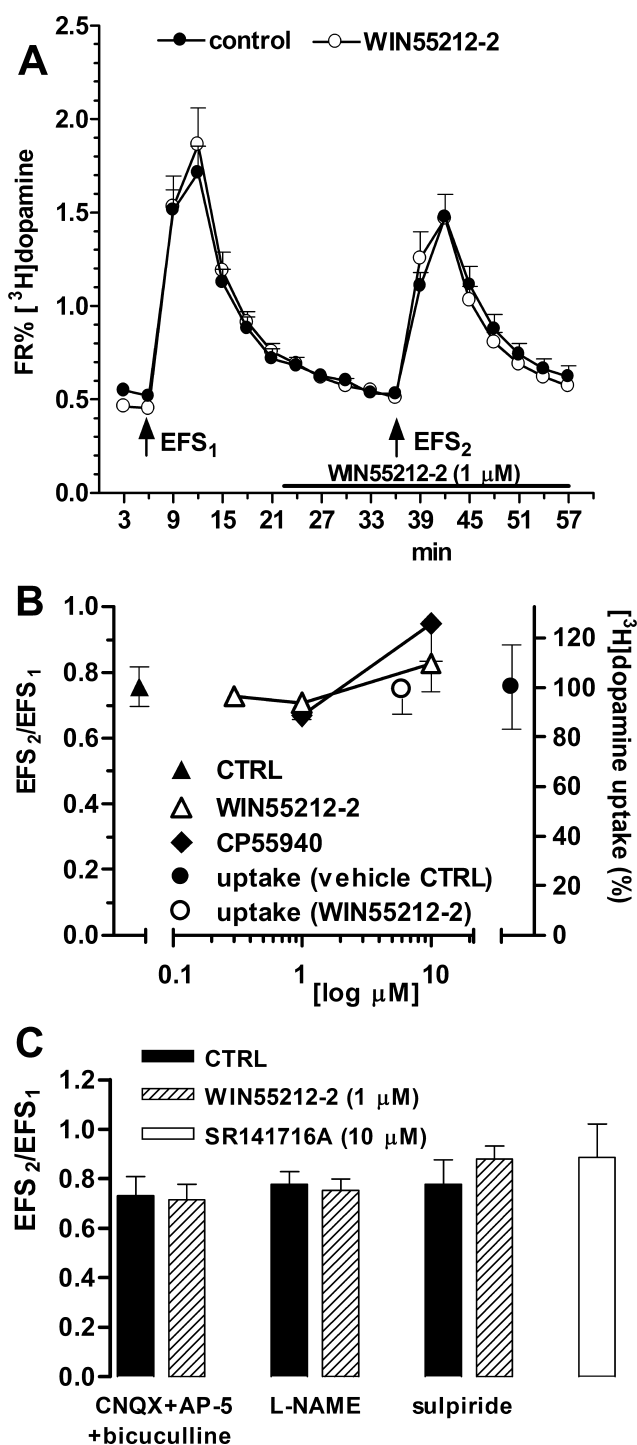 A
control
WIN55212-2
2.5
2.0
1.5
1.0
0.5
0.0
FR% [³H]dopamine
EFS₁
EFS₂
WIN55212-2 (1 μM)
3 9 15 21 27 33 39 45 51 57
min
B
1.0
0.8
0.6
0.4
0.2
0.0
EFS₂/EFS₁
CTRL
WIN55212-2
CP55940
uptake (vehicle CTRL)
uptake (WIN55212-2)
120
100
80
60
40
20
0
[³H]dopamine uptake (%)
0.1 1 10
[log μM]
C
CTRL
WIN55212-2 (1 μM)
SR141716A (10 μM)
1.2
1.0
0.8
0.6
0.4
0.2
0.0
EFS₂/EFS₁
CNQX+AP-5 L-NAME sulpiride
+bicuculline